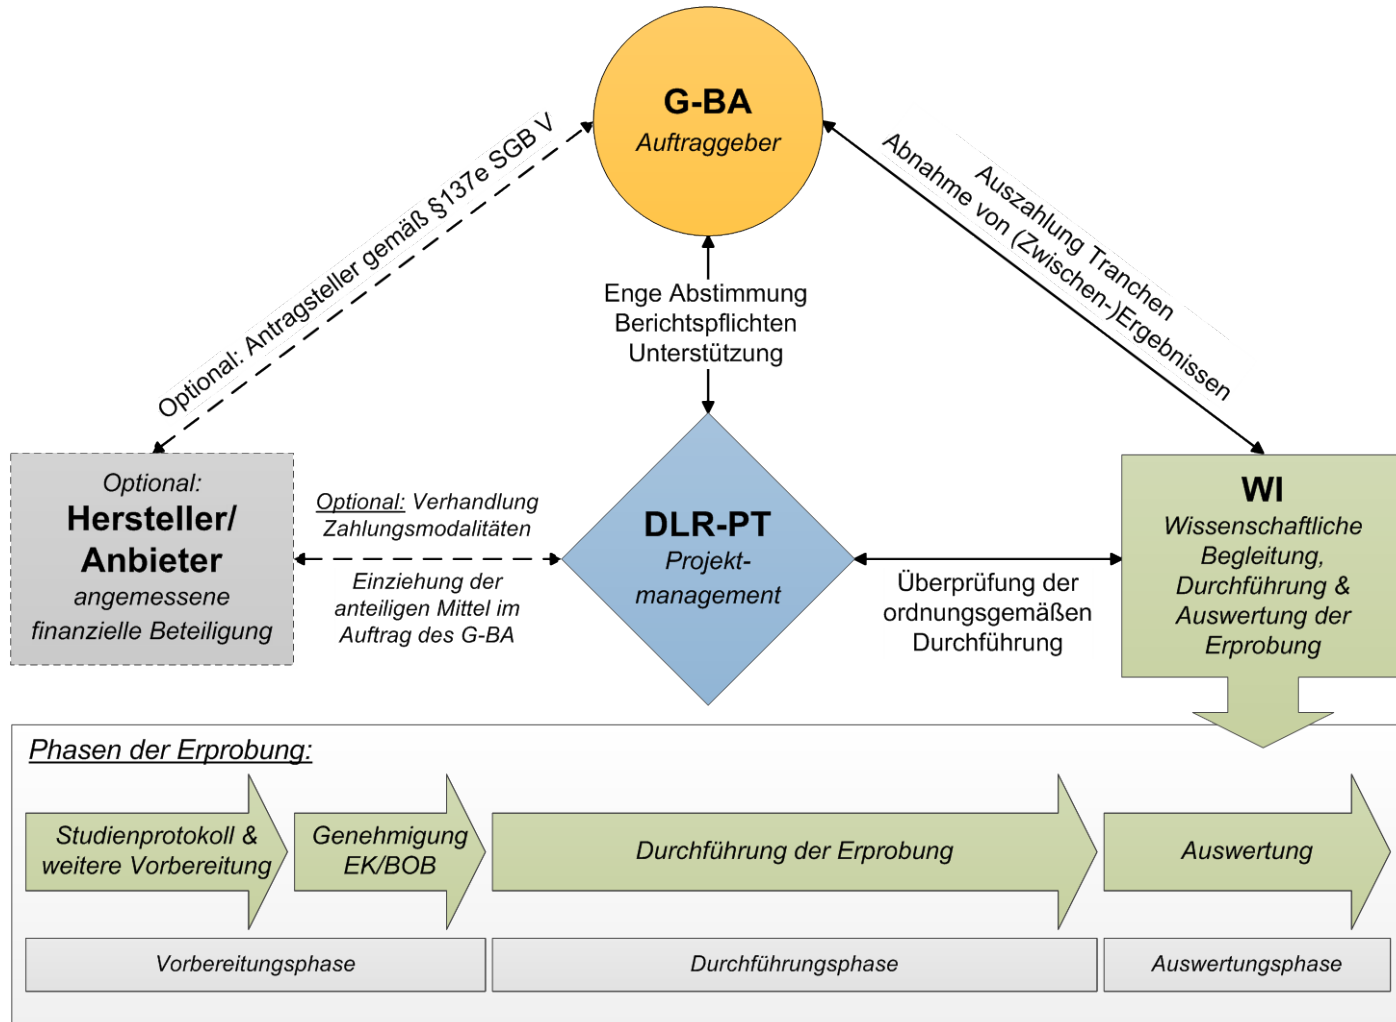 G-BA
Auftraggeber
Optional: Antragsteller gemäß §137e SGB V
Auszahlung Tranchen
Abnahme von (Zwischen-)Ergebnissen
Enge Abstimmung
Berichtspflichten
Unterstützung
Optional:
Hersteller/
Anbieter
angemessene
finanzielle Beteiligung
Optional: Verhandlung
Zahlungsmodalitäten
Einziehung der
anteiligen Mittel im
Auftrag des G-BA
DLR-PT
Projekt-
management
Überprüfung der
ordnungsgemäßen
Durchführung
WI
Wissenschaftliche
Begleitung,
Durchführung &
Auswertung der
Erprobung
Phasen der Erprobung:
Studienprotokoll &
weitere Vorbereitung
Genehmigung
EK/BOB
Durchführung der Erprobung
Auswertung
Vorbereitungsphase
Durchführungsphase
Auswertungsphase